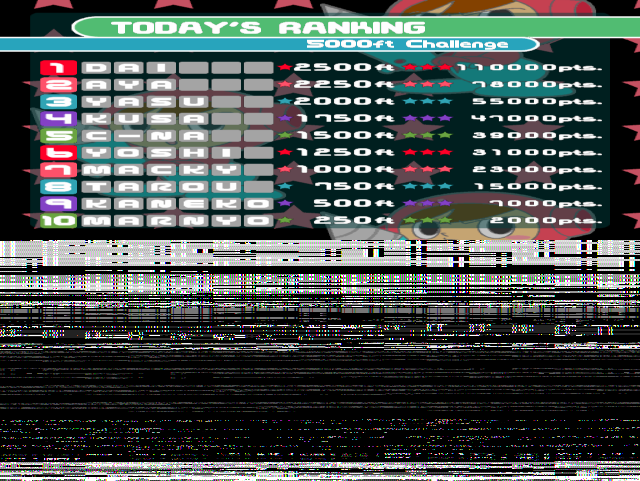 TODAY'S RANKING
5000ft Challenge
1 DAI 2500ft 110000pts.
2 AYA 2250ft 78000pts.
3 YASU 2000ft 55000pts.
4 KUSA 1750ft 47000pts.
5 CHINA 1500ft 39000pts.
6 YOSHI 1250ft 31000pts.
7 MACKY 1000ft 23000pts.
8 TAROU 750ft 15000pts.
9 KANEKO 500ft 7000pts.
10 MARNYO 250ft 2000pts.